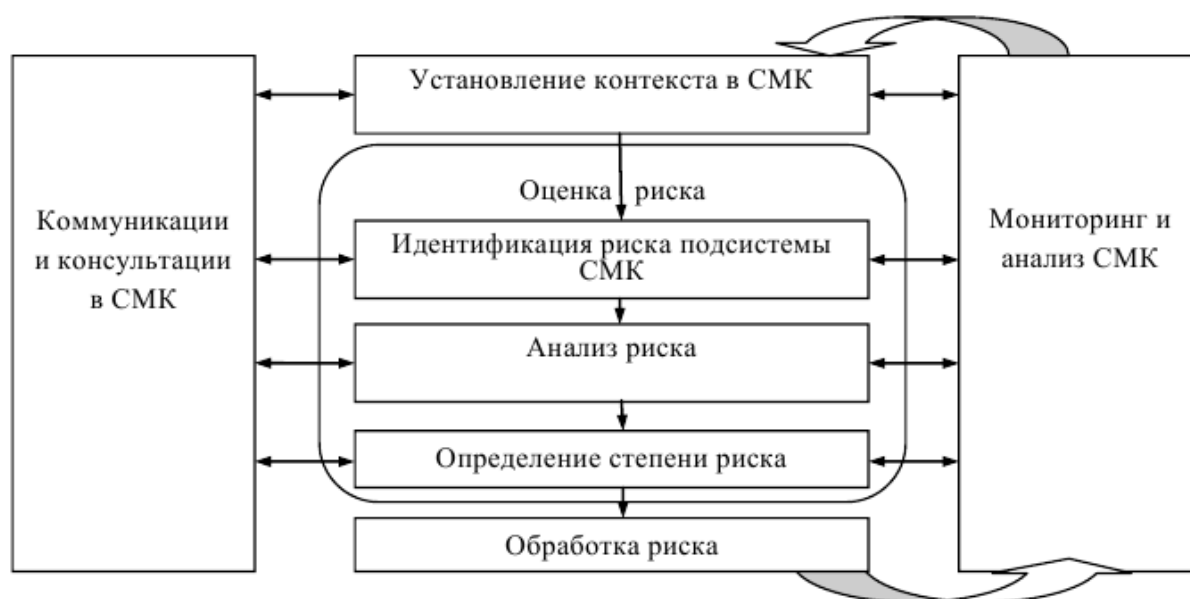 Установление контекста в СМК
Оценка риска
Коммуникации
и консультации
в СМК
Идентификация риска подсистемы
СМК
Мониторинг и
анализ СМК
Анализ риска
Определение степени риска
Обработка риска